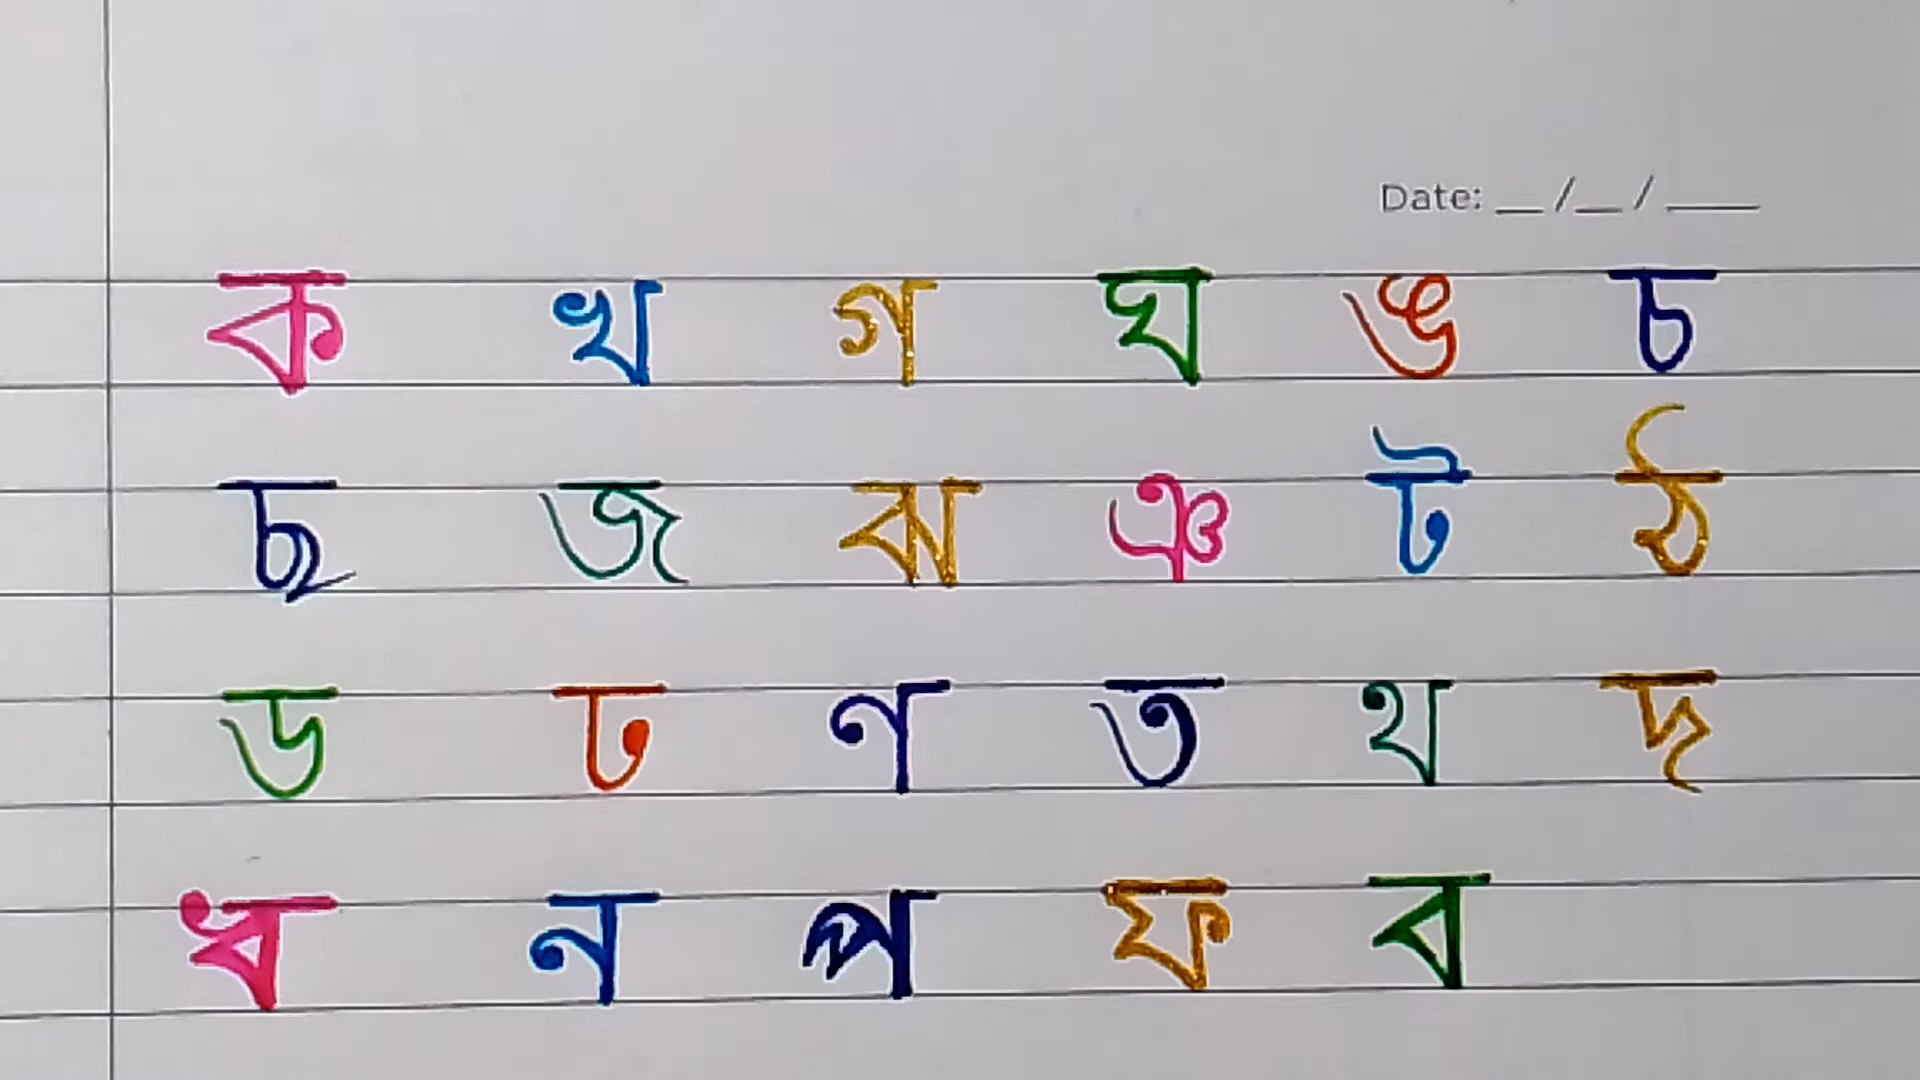 Date: __ /__ / ____
ক খ গ ঘ ঙ চ
ছ জ ঝ ঞ ট ঠ
ড ঢ ণ ত থ দ
ধ ন প ফ ব